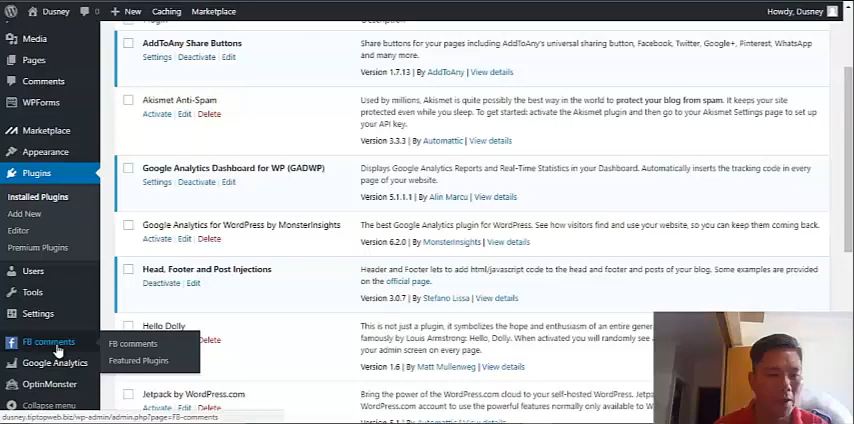 Dusney 0 + New Caching Marketplace Howdy, Dusney
Media
Pages
Comments
WPForms
Marketplace
Appearance
Plugins
Installed Plugins
Add New
Editor
Premium Plugins
Users
Tools
Settings
FB comments
Google Analytics
OptinMonster
Collapse menu
FB comments
Featured Plugins
AddToAny Share Buttons
Settings | Deactivate | Edit
Share buttons for your pages including AddToAny's universal sharing button, Facebook, Twitter, Google+, Pinterest, WhatsApp
and many more.
Version 1.7.13 | By AddToAny | View details
Akismet Anti-Spam
Activate | Edit | Delete
Used by millions, Akismet is quite possibly the best way in the world to protect your blog from spam. It keeps your site
protected even while you sleep. To get started: activate the Akismet plugin and then go to your Akismet Settings page to set up
your API key.
Version 3.3.3 | By Automattic | View details
Google Analytics Dashboard for WP (GADWP)
Settings | Deactivate | Edit
Displays Google Analytics Reports and Real-Time Statistics in your Dashboard. Automatically inserts the tracking code in every
page of your website.
Version 5.1.1.1 | By Alin Marcu | View details
Google Analytics for WordPress by MonsterInsights
Activate | Edit | Delete
The best Google Analytics plugin for WordPress. See how visitors find and use your website, so you can keep them coming back.
Version 6.2.0 | By MonsterInsights | View details
Head, Footer and Post Injections
Deactivate | Edit
Header and Footer lets to add html/javascript code to the head and footer and posts of your blog. Some examples are provided
on the official page.
Version 3.0.7 | By Stefano Lissa | View details
Hello Dolly
Delete
This is not just a plugin, it symbolizes the hope and enthusiasm of an entire gener
famously by Louis Armstrong: Hello, Dolly. When activated you will randomly see
your admin screen on every page.
Version 1.6 | By Matt Mullenweg | View details
Jetpack by WordPress.com
Activate | Edit | Delete
Bring the power of the WordPress.com cloud to your self-hosted WordPress. Jetpa
account to use the powerful features normally only available to W
dusney.tiptopweb.biz/wp-admin/admin.php?page=FB-comments